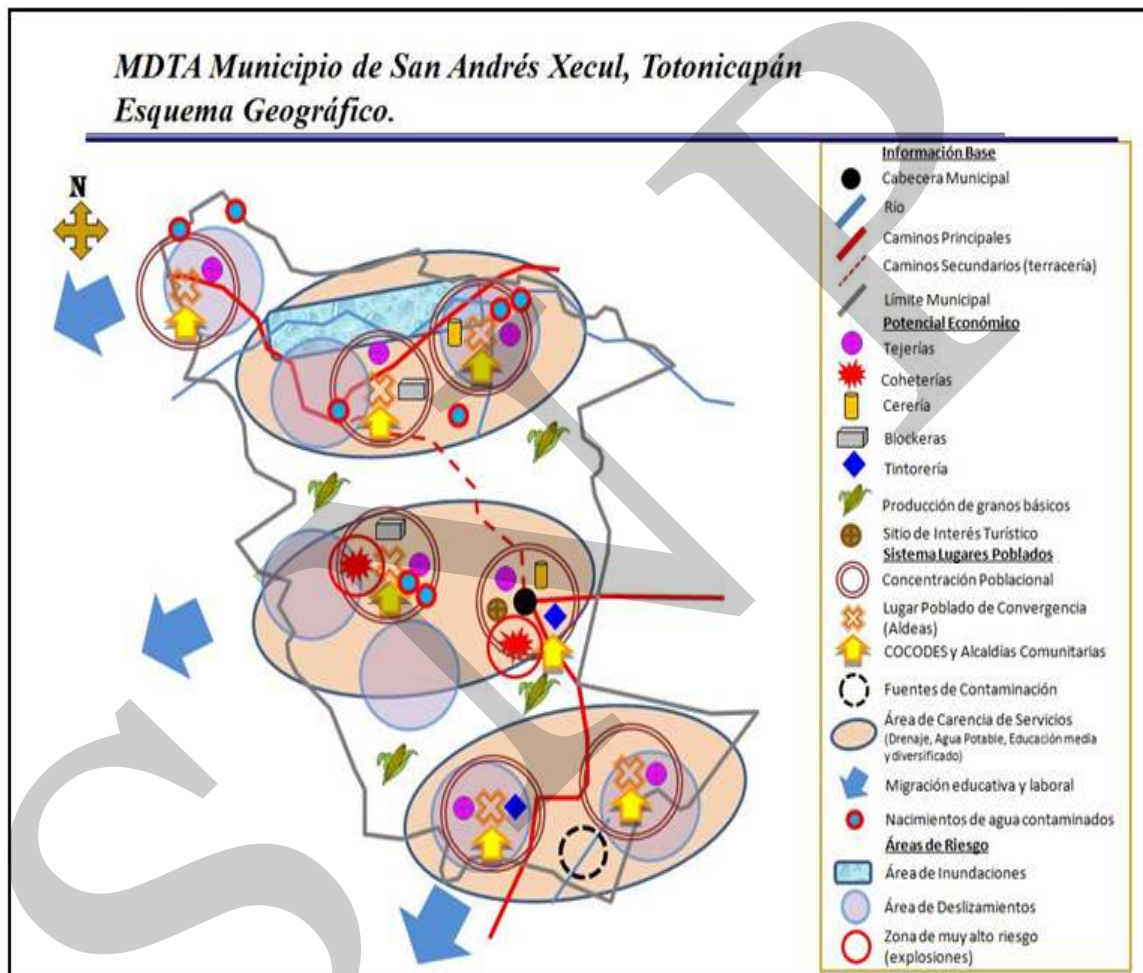 MDTA Municipio de San Andrés Xecul, Totonicapán
Esquema Geográfico.
N
Información Base
Cabecera Municipal
Río
Caminos Principales
Caminos Secundarios (terracería)
Límite Municipal
Potencial Económico
Tejerías
Coheterías
Cerería
Blockeras
Tintorería
Producción de granos básicos
Sitio de Interés Turístico
Sistema Lugares Poblados
Concentración Poblacional
Lugar Poblado de Convergencia
(Aldeas)
COCODES y Alcaldías Comunitarias
Fuentes de Contaminación
Área de Carencia de Servicios
(Drenaje, Agua Potable, Educación media
y diversificado)
Migración educativa y laboral
Nacimientos de agua contaminados
Áreas de Riesgo
Área de Inundaciones
Área de Deslizamientos
Zona de muy alto riesgo
(explosiones)